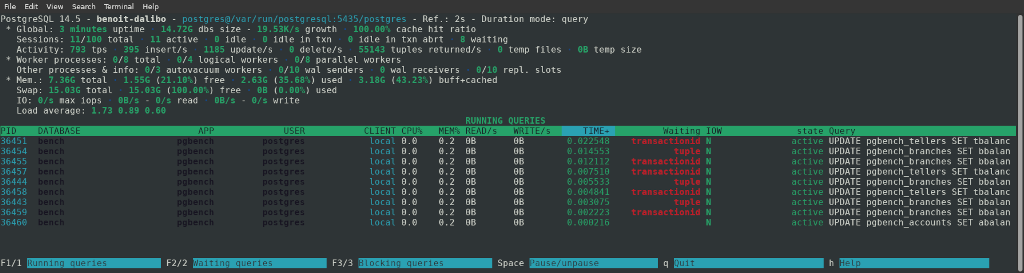 File Edit View Search Terminal Help
PostgreSQL 14.5 - benoit-dalibo - postgres@/var/run/postgresql:5435/postgres - Ref.: 2s - Duration mode: query
* Global: 3 minutes uptime · 14.72G dbs size - 19.53K/s growth · 100.00% cache hit ratio
Sessions: 11/100 total · 11 active · 0 idle · 0 idle in txn · 0 idle in txn abrt · 8 waiting
Activity: 793 tps · 395 insert/s · 1185 update/s · 0 delete/s · 55143 tuples returned/s · 0 temp files · 0B temp size
* Worker processes: 0/8 total · 0/4 logical workers · 0/8 parallel workers
Other processes & info: 0/3 autovacuum workers · 0/10 wal senders · 0 wal receivers · 0/10 repl. slots
* Mem.: 7.36G total · 1.55G (21.10%) free · 2.63G (35.68%) used · 3.18G (43.23%) buff+cached
Swap: 15.03G total · 15.03G (100.00%) free · 0B (0.00%) used
IO: 0/s max iops · 0B/s - 0/s read · 0B/s - 0/s write
Load average: 1.73 0.89 0.60
RUNNING QUERIES
PID DATABASE APP USER CLIENT CPU% MEM% READ/s WRITE/s TIME+ Waiting IOW state Query
36451 bench pgbench postgres local 0.0 0.2 0B 0B 0.022548 transactionid N active UPDATE pgbench_tellers SET tbalanc
36454 bench pgbench postgres local 0.0 0.2 0B 0B 0.014553 tuple N active UPDATE pgbench_branches SET bbalan
36455 bench pgbench postgres local 0.0 0.2 0B 0B 0.012112 transactionid N active UPDATE pgbench_branches SET bbalan
36457 bench pgbench postgres local 0.0 0.2 0B 0B 0.007510 transactionid N active UPDATE pgbench_tellers SET tbalanc
36444 bench pgbench postgres local 0.0 0.2 0B 0B 0.005533 tuple N active UPDATE pgbench_branches SET bbalan
36458 bench pgbench postgres local 0.0 0.2 0B 0B 0.004841 transactionid N active UPDATE pgbench_tellers SET tbalanc
36443 bench pgbench postgres local 0.0 0.2 0B 0B 0.003075 tuple N active UPDATE pgbench_branches SET bbalan
36459 bench pgbench postgres local 0.0 0.2 0B 0B 0.002223 transactionid N active UPDATE pgbench_branches SET bbalan
36460 bench pgbench postgres local 0.0 0.2 0B 0B 0.000216 N active UPDATE pgbench_accounts SET abalan
F1/1 Running queries F2/2 Waiting queries F3/3 Blocking queries Space Pause/unpause q Quit h Help